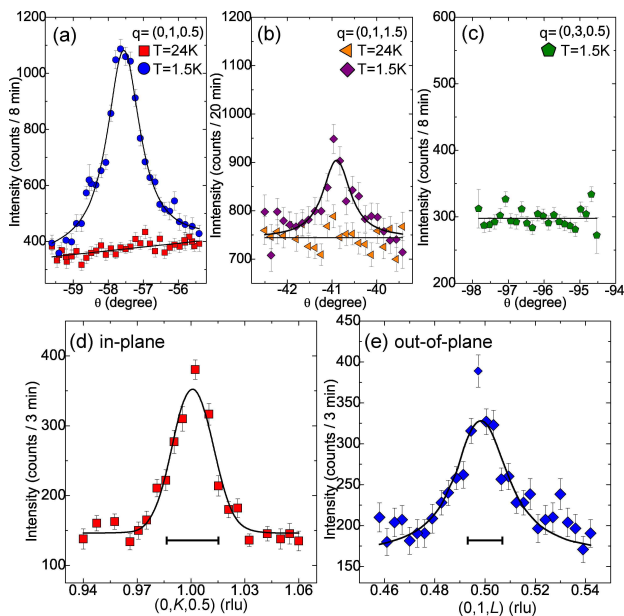 (a)
q= (0,1,0.5)
T=24K
T=1.5K
Intensity (counts / 8 min)
1200
1000
800
600
400
200
-59 -58 -57 -56
θ (degree)
(b)
q= (0,1,1.5)
T=24K
T=1.5K
Intensity (counts / 20 min)
1200
1050
900
750
-42 -41 -40
θ (degree)
(c)
q= (0,3,0.5)
T=1.5K
Inntensity (counts / 8 min)
600
500
400
300
200
-98 -97 -96 -95 -94
θ (degree)
(d) in-plane
Intensity (counts / 3 min)
400
300
200
100
0.94 0.97 1.00 1.03 1.06
(0,K,0.5) (rlu)
(e) out-of-plane
Intensity (counts / 3 min)
450
400
350
300
250
200
150
0.46 0.48 0.50 0.52 0.54
(0,1,L) (rlu)